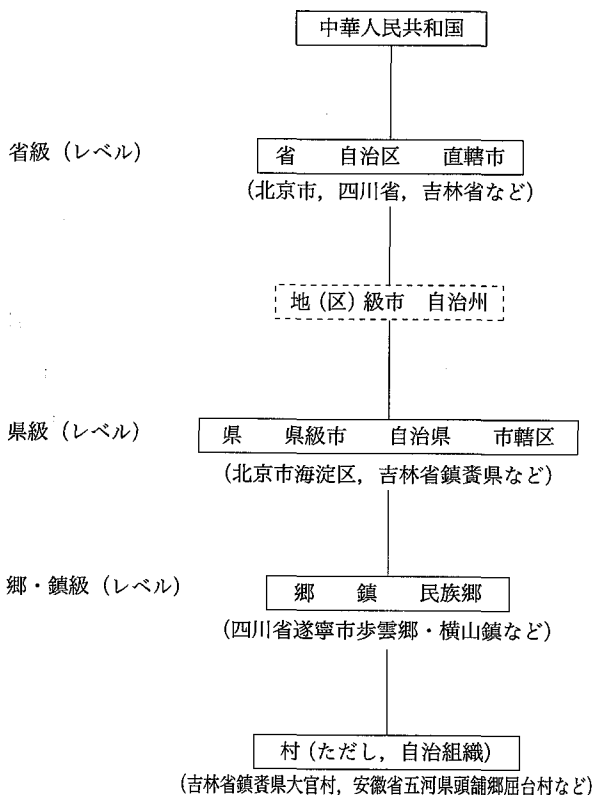 中華人民共和国
省級（レベル）
省　自治区　直轄市
（北京市，四川省，吉林省など）
地（区）級市　自治州
県級（レベル）
県　県級市　自治県　市轄区
（北京市海淀区，吉林省鎮賚県など）
郷・鎮級（レベル）
郷　鎮　民族郷
（四川省遂寧市歩雲郷・横山鎮など）
村（ただし，自治組織）
（吉林省鎮賚県大官村，安徽省五河県頭舗郷屈台村など）